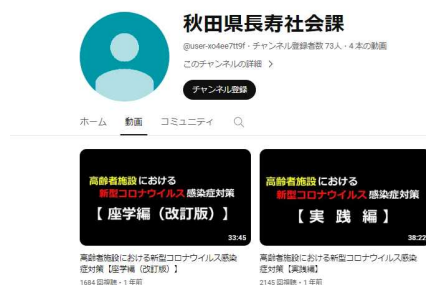 秋田県長寿社会課
@user-xo4ee7tt9f・チャンネル登録者数 73人・4 本の動画
このチャンネルの詳細 >
チャンネル登録
ホーム 動画 コミュニティ
高齢者施設における
新型コロナウイルス感染症対策
【座学編（改訂版）】
33:45
高齢者施設における
新型コロナウイルス感染症対策
【実践編】
38:22
高齢者施設における新型コロナウイルス感染
症対策【座学編（改訂版）】
1684 回視聴・1 年前
高齢者施設における新型コロナウイルス感染
症対策【実践編】
2145 回視聴・1 年前